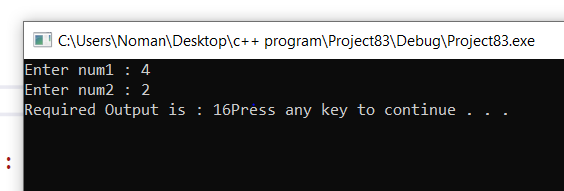 C:\Users\Noman\Desktop\c++ program\Project83\Debug\Project83.exe
Enter num1 : 4
Enter num2 : 2
Required Output is : 16Press any key to continue . . .
: